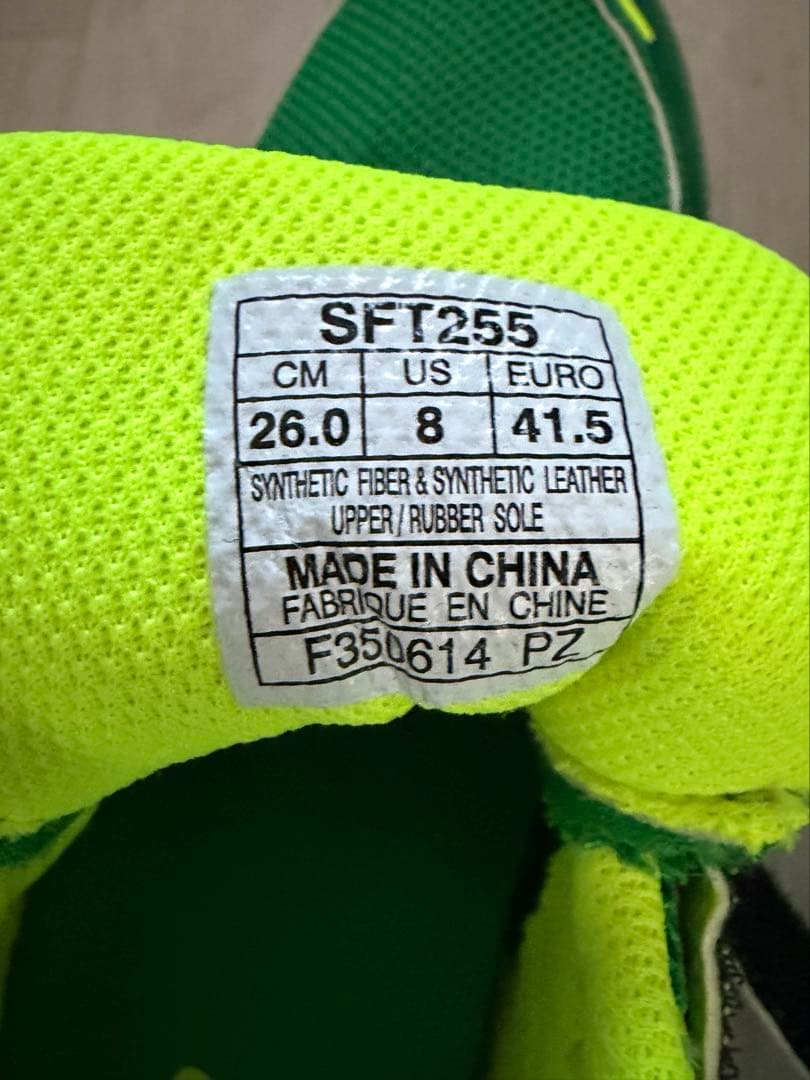 SFT255
CM US EURO
26.0 8 41.5
SYNTHETIC FIBER & SYNTHETIC LEATHER
UPPER / RUBBER SOLE
MADE IN CHINA
FABRIQUE EN CHINE
F350614 PZ